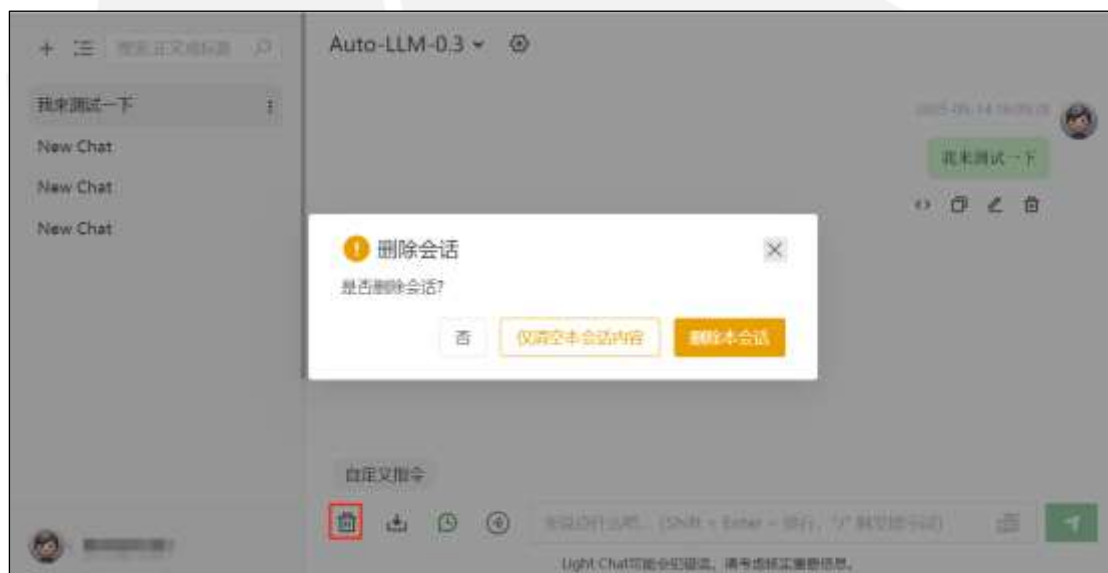 Auto-LLM-0.3
我来测试一下
New Chat
New Chat
New Chat
我来测试一下
删除会话
是否删除会话?
否
仅清空本会话内容
删除本会话
自定义指令
Light Chat可能会犯错误。请考虑核实重要信息。